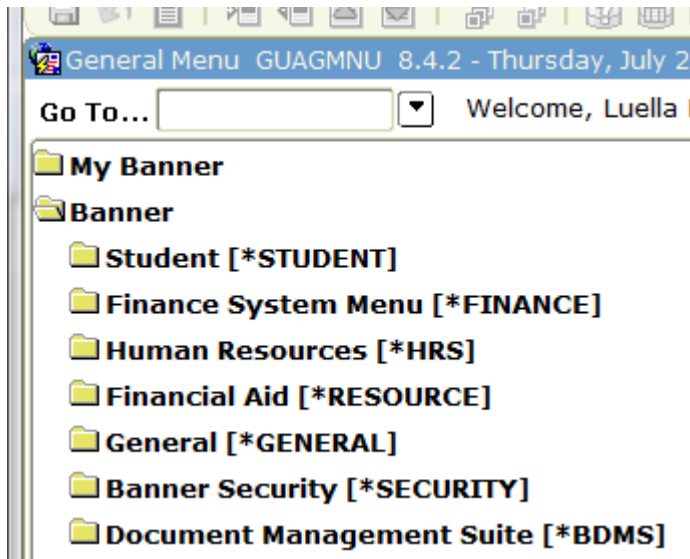 General Menu GUAGMNU 8.4.2 - Thursday, July 2
Go To... Welcome, Luella
My Banner
Banner
Student [*STUDENT]
Finance System Menu [*FINANCE]
Human Resources [*HRS]
Financial Aid [*RESOURCE]
General [*GENERAL]
Banner Security [*SECURITY]
Document Management Suite [*BDMS]